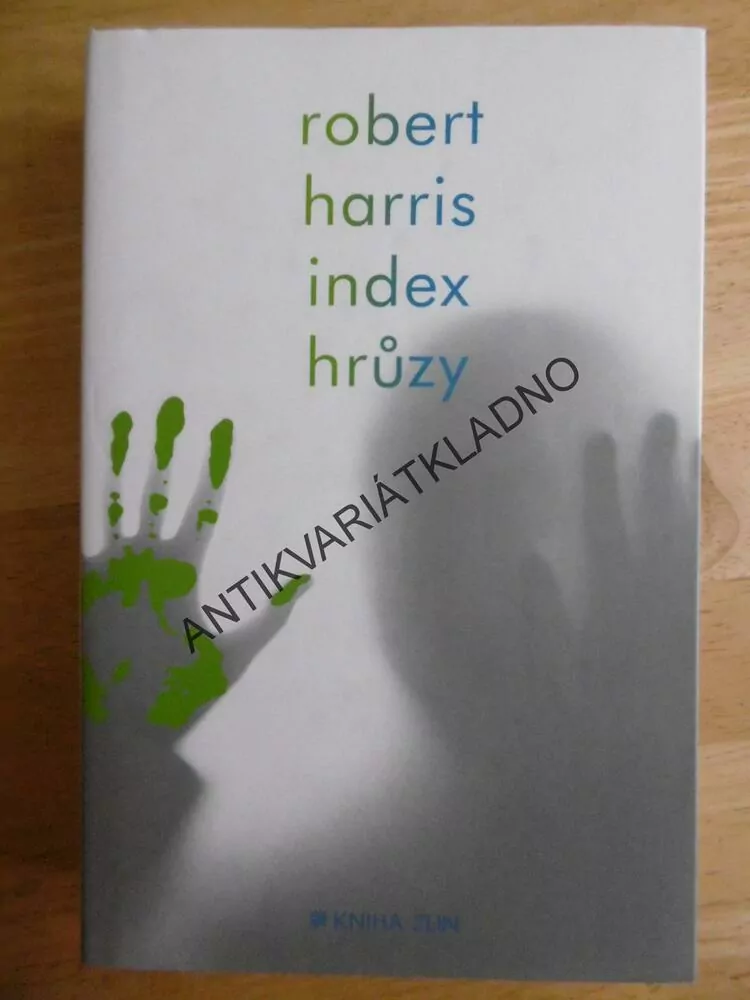 robert
harris
index
hrůzy
ANTIKVARIÁTKLADNO
KNIHA ZLIN